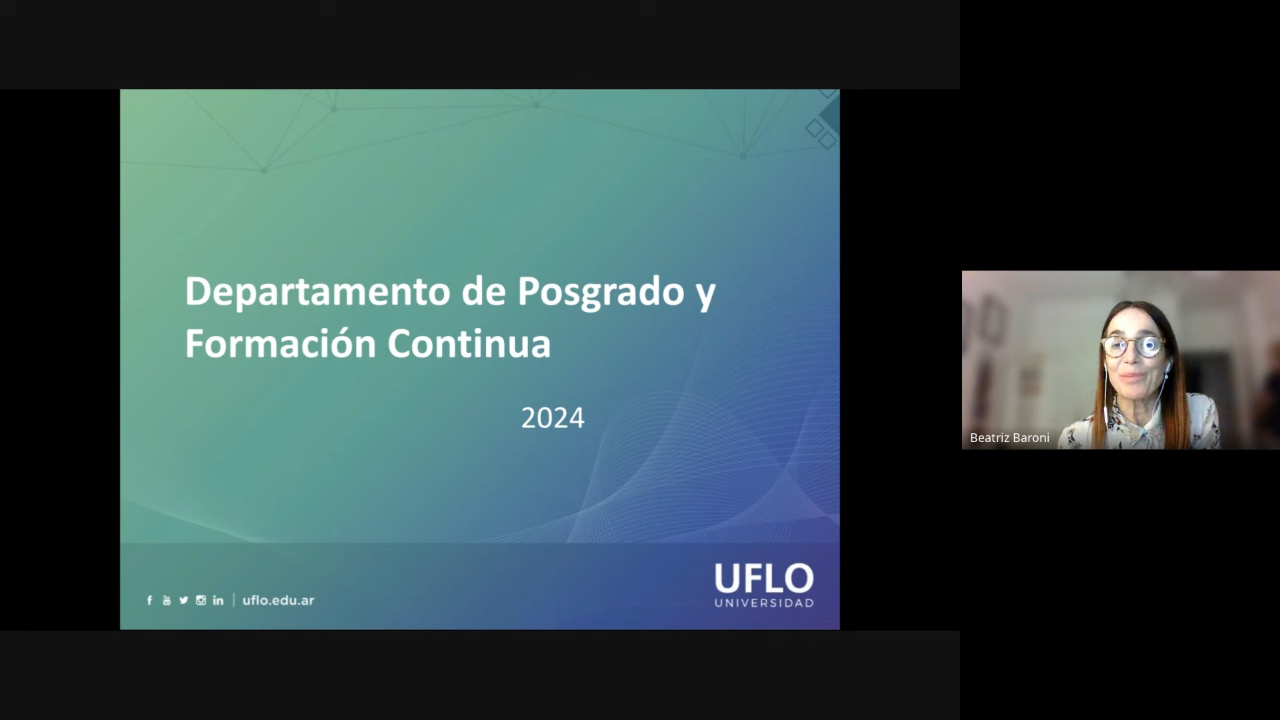 Departamento de Posgrado y
Formación Continua
2024
uflo.edu.ar
UFLO
UNIVERSIDAD
Beatriz Baroni